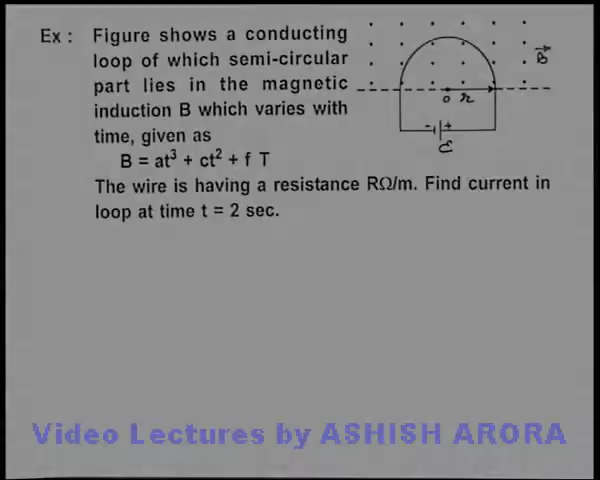 Ex : Figure shows a conducting
loop of which semi-circular
part lies in the magnetic
induction B which varies with
time, given as
B = at³ + ct² + f T
The wire is having a resistance RΩ/m. Find current in
loop at time t = 2 sec.
B
o r
- +
ε
Video Lectures by ASHISH ARORA